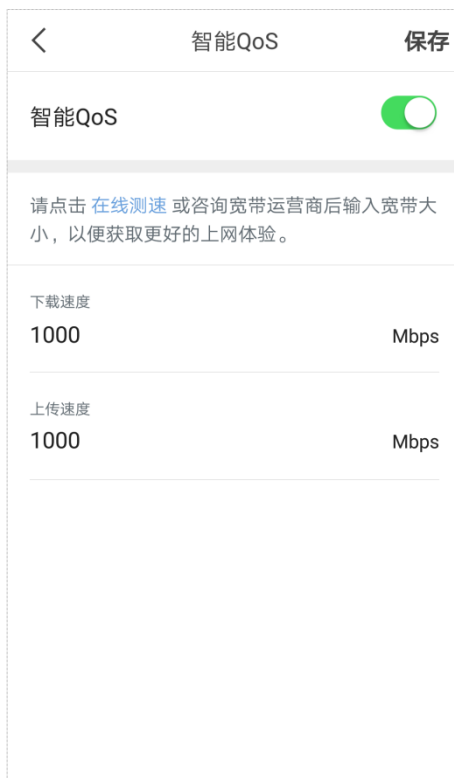 智能QoS 保存
智能QoS
请点击 在线测速 或咨询宽带运营商后输入宽带大
小，以便获取更好的上网体验。
下载速度
1000 Mbps
上传速度
1000 Mbps